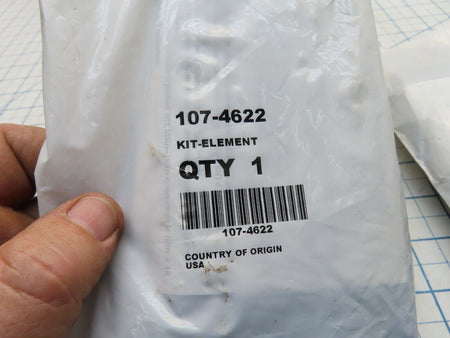 107-4622
KIT-ELEMENT
QTY 1
107-4622
COUNTRY OF ORIGIN
USA